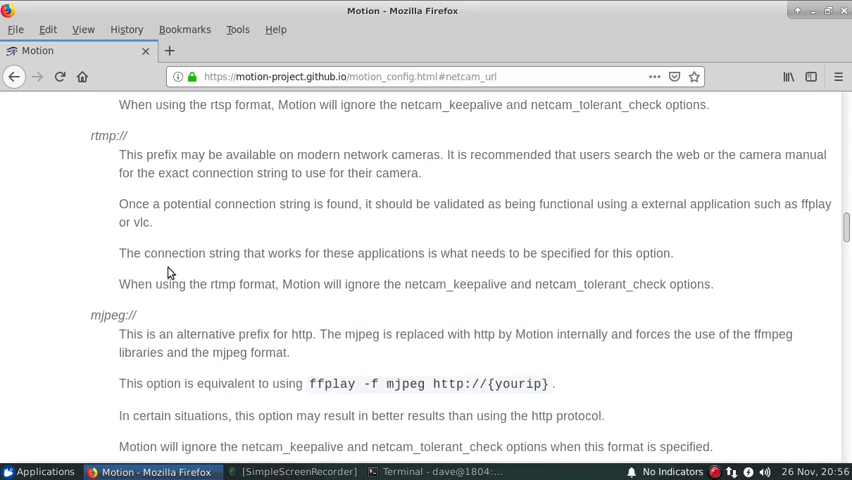 Motion - Mozilla Firefox
File Edit View History Bookmarks Tools Help
Motion
https://motion-project.github.io/motion_config.html#netcam_url
When using the rtsp format, Motion will ignore the netcam_keepalive and netcam_tolerant_check options.
rtmp://
This prefix may be available on modern network cameras. It is recommended that users search the web or the camera manual
for the exact connection string to use for their camera.
Once a potential connection string is found, it should be validated as being functional using a external application such as ffplay
or vlc.
The connection string that works for these applications is what needs to be specified for this option.
When using the rtmp format, Motion will ignore the netcam_keepalive and netcam_tolerant_check options.
mjpeg://
This is an alternative prefix for http. The mjpeg is replaced with http by Motion internally and forces the use of the ffmpeg
libraries and the mjpeg format.
This option is equivalent to using ffplay -f mjpeg http://{yourip} .
In certain situations, this option may result in better results than using the http protocol.
Motion will ignore the netcam_keepalive and netcam_tolerant_check options when this format is specified.
Applications Motion - Mozilla Firefox [SimpleScreenRecorder] Terminal - dave@1804:... No Indicators 26 Nov, 20:56